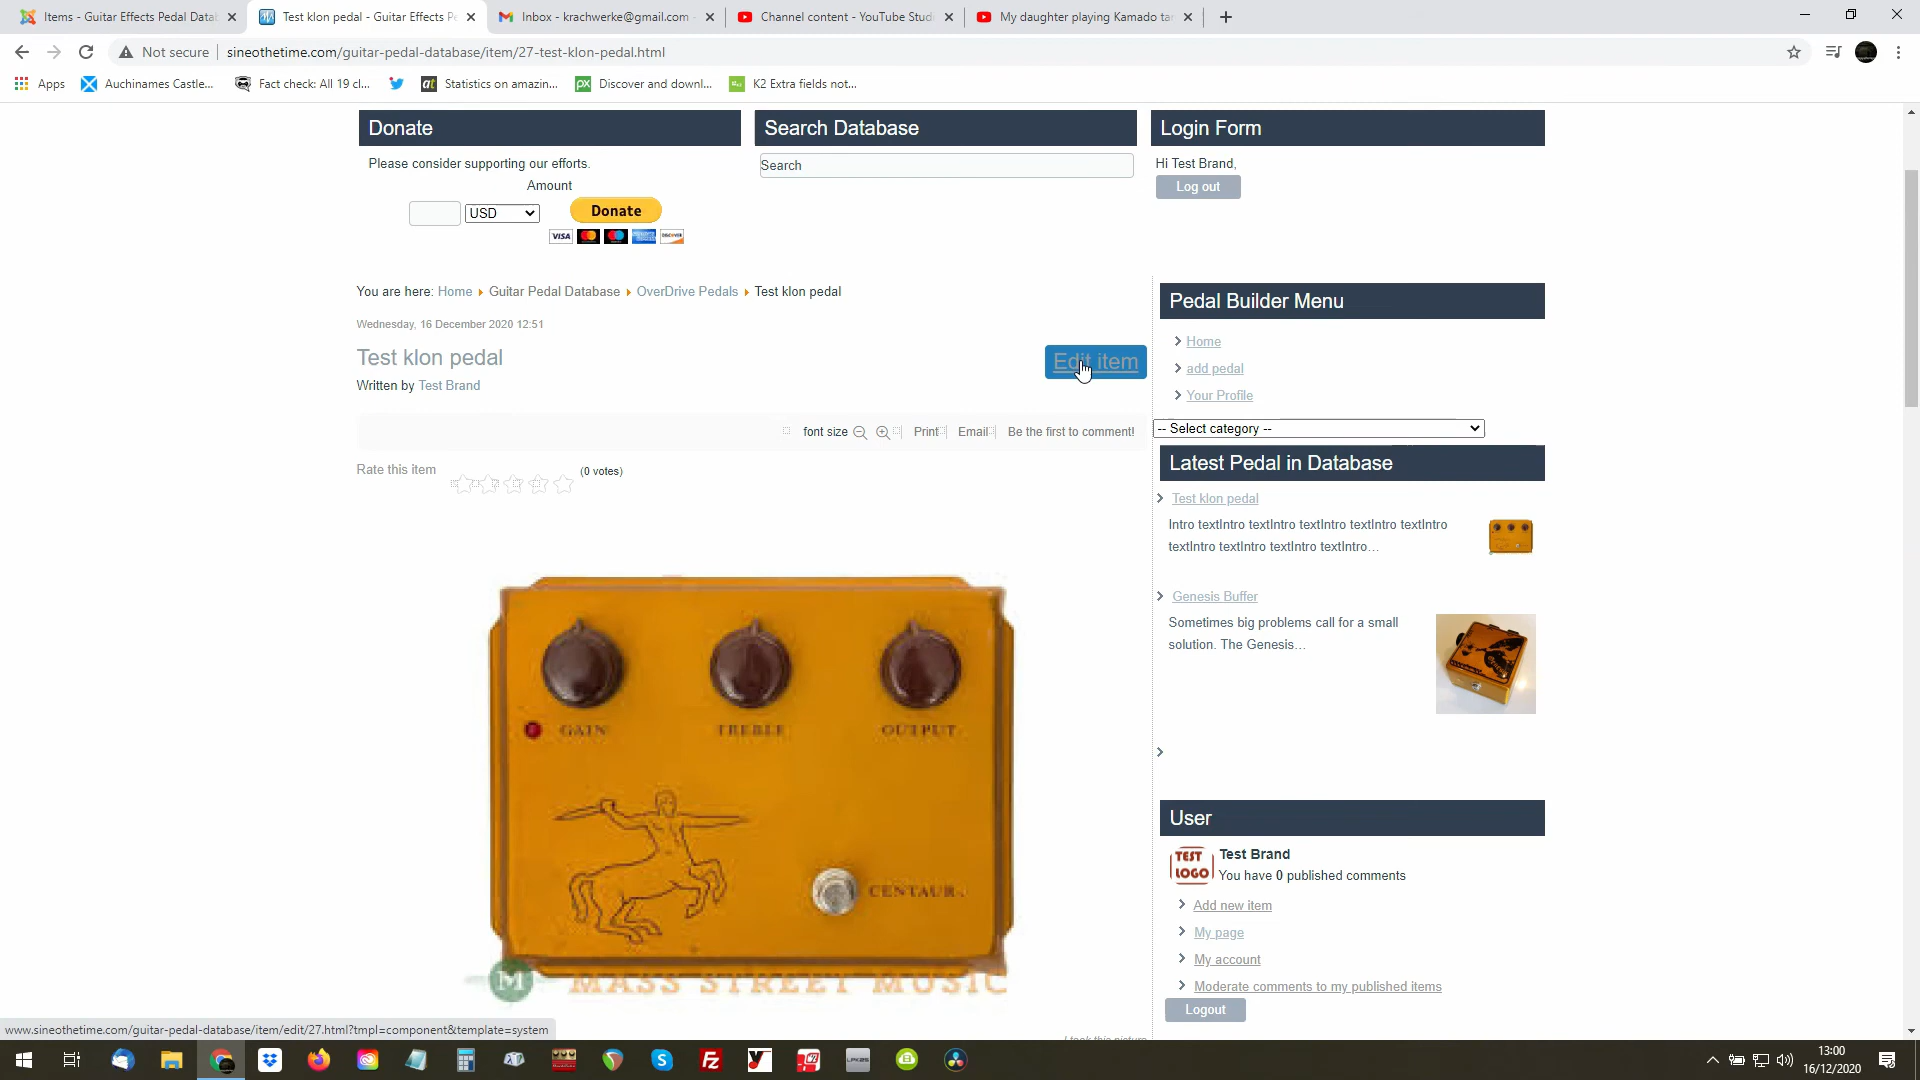 Items - Guitar Effects Pedal Datab
Test klon pedal - Guitar Effects Pe
Inbox - krachwerke@gmail.com -
Channel content - YouTube Studi
My daughter playing Kamado tar
Not secure
sineothetime.com/guitar-pedal-database/item/27-test-klon-pedal.html
Apps
Auchinames Castle...
Fact check: All 19 cl...
Statistics on amazin...
Discover and downl...
K2 Extra fields not...
Donate
Search Database
Login Form
Please consider supporting our efforts.
Amount
USD
Donate
VISA
Search
Hi Test Brand,
Log out
You are here: Home Guitar Pedal Database OverDrive Pedals Test klon pedal
Wednesday, 16 December 2020 12:51
Test klon pedal
Edit item
Written by Test Brand
font size
Print
Email
Be the first to comment!
Rate this item
(0 votes)
GAIN
TREBLE
OUTPUT
CENTAUR
M MASS STREET MUSIC
I took this picture
Pedal Builder Menu
Home
add pedal
Your Profile
-- Select category --
Latest Pedal in Database
Test klon pedal
Intro textIntro textIntro textIntro textIntro textIntro
textIntro textIntro textIntro textIntro…
Genesis Buffer
Sometimes big problems call for a small
solution. The Genesis…
User
TEST
LOGO
Test Brand
You have 0 published comments
Add new item
My page
My account
Moderate comments to my published items
Logout
www.sineothetime.com/guitar-pedal-database/item/edit/27.html?tmpl=component&template=system
13:00
16/12/2020